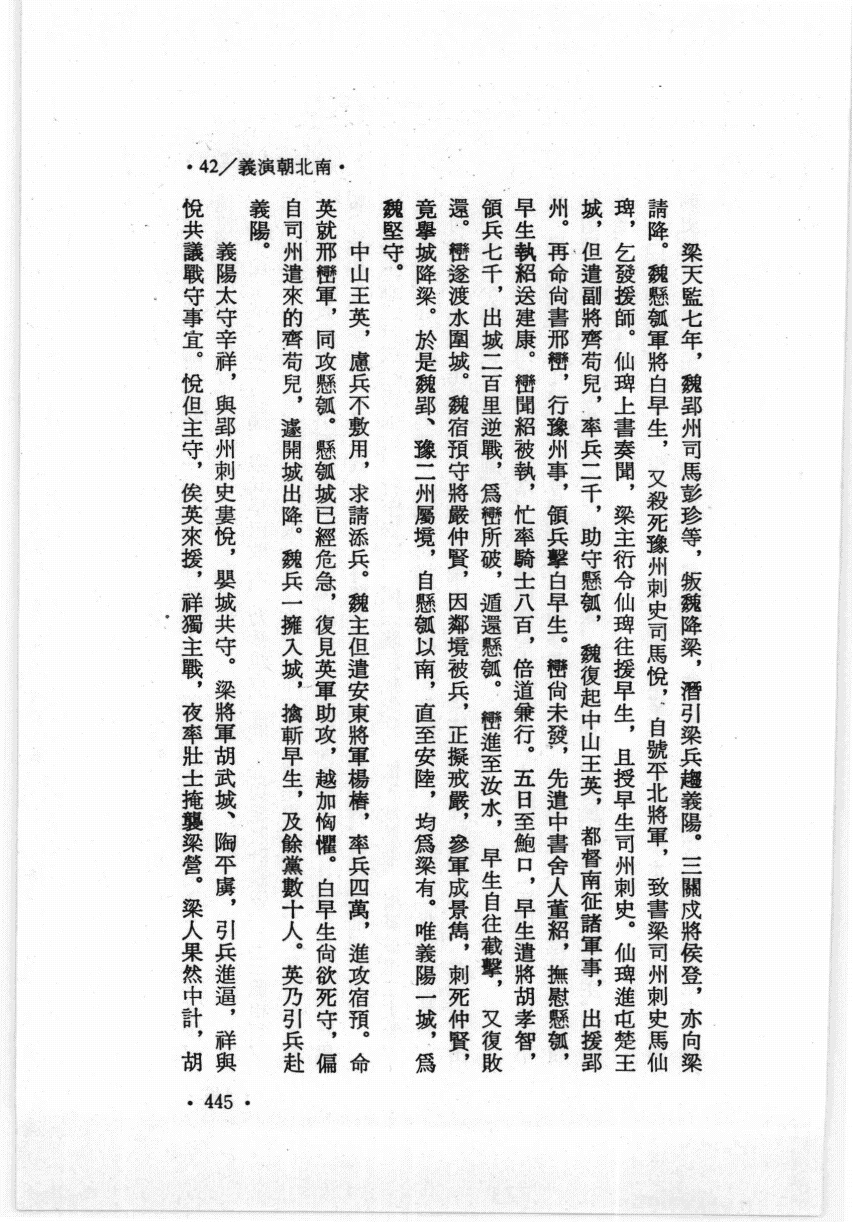 ·42／義演朝北南·
梁天監七年，魏郢州司馬彭珍等，叛魏降梁，潛引梁兵趨義陽。三關戍將侯登，亦向梁
請降。魏懸瓠軍將白早生，又殺死豫州刺史司馬悅，自號平北將軍，致書梁司州刺史馬仙
琕，乞發援師。仙琕上書奏聞，梁主衍令仙琕往援早生，且授早生司州刺史。仙琕進屯楚王
城，但遣副將齊茍兒，率兵二千，助守懸瓠，魏復起中山王英，都督南征諸軍事，出援郢
州。再命尙書邢巒，行豫州事，領兵擊白早生。巒尙未發，先遣中書舍人董紹，撫慰懸瓠，
早生執紹送建康。巒聞紹被執，忙率騎士八百，倍道兼行。五日至鮑口，早生遣將胡孝智，
領兵七千，出城二百里逆戰，爲巒所破，遁還懸瓠。巒進至汝水，早生自往截擊，又復敗
還。巒遂渡水圍城。魏宿預守將嚴仲賢，因鄰境被兵，正擬戒嚴，參軍成景雋，刺死仲賢，
竟舉城降梁。於是魏郢、豫二州屬境，自懸瓠以南，直至安陸，均爲梁有。唯義陽一城，爲
魏堅守。
中山王英，慮兵不敷用，求請添兵。魏主但遣安東將軍楊椿，率兵四萬，進攻宿預。命
英就邢巒軍，同攻懸瓠。懸瓠城已經危急，復見英軍助攻，越加恟懼。白早生尙欲死守，偏
自司州遣來的齊茍兒，遽開城出降。魏兵一擁入城，擒斬早生，及餘黨數十人。英乃引兵赴
義陽。
義陽太守辛祥，與郢州刺史婁悅，嬰城共守。梁將軍胡武城、陶平虜，引兵進逼，祥與
悅共議戰守事宜。悅但主守，俟英來援，祥獨主戰，夜率壯士掩襲梁營。梁人果然中計，胡
·445·